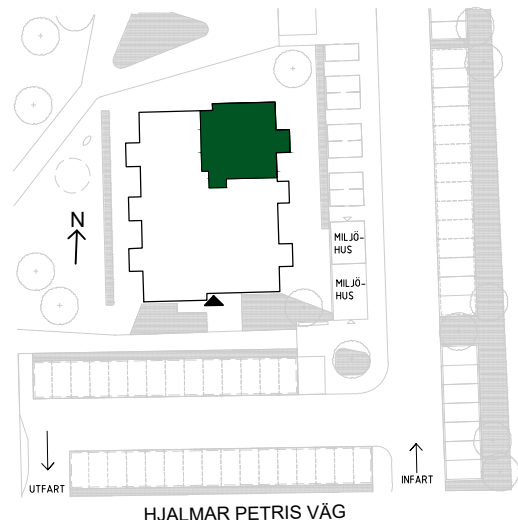 N
MILJÖ-
HUS
MILJÖ-
HUS
UTFART
INFART
HJALMAR PETRIS VÄG